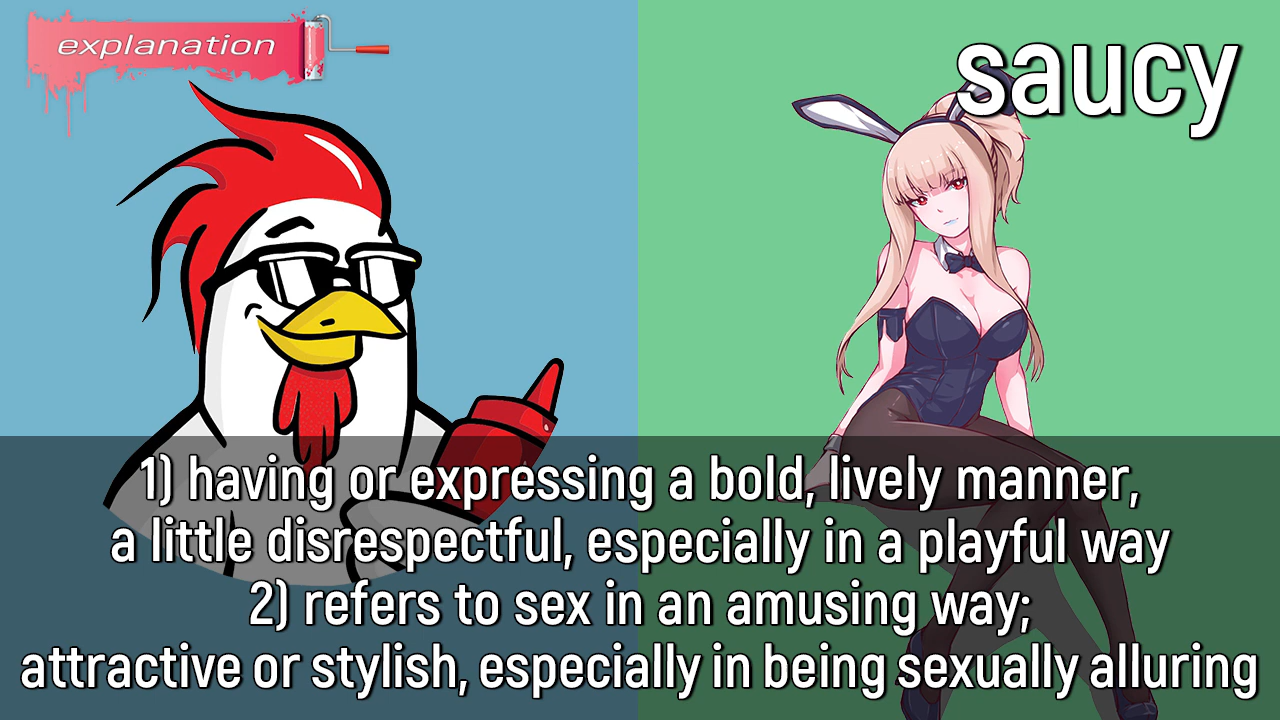 explanation
saucy
1) having or expressing a bold, lively manner,
a little disrespectful, especially in a playful way
2) refers to sex in an amusing way;
attractive or stylish, especially in being sexually alluring